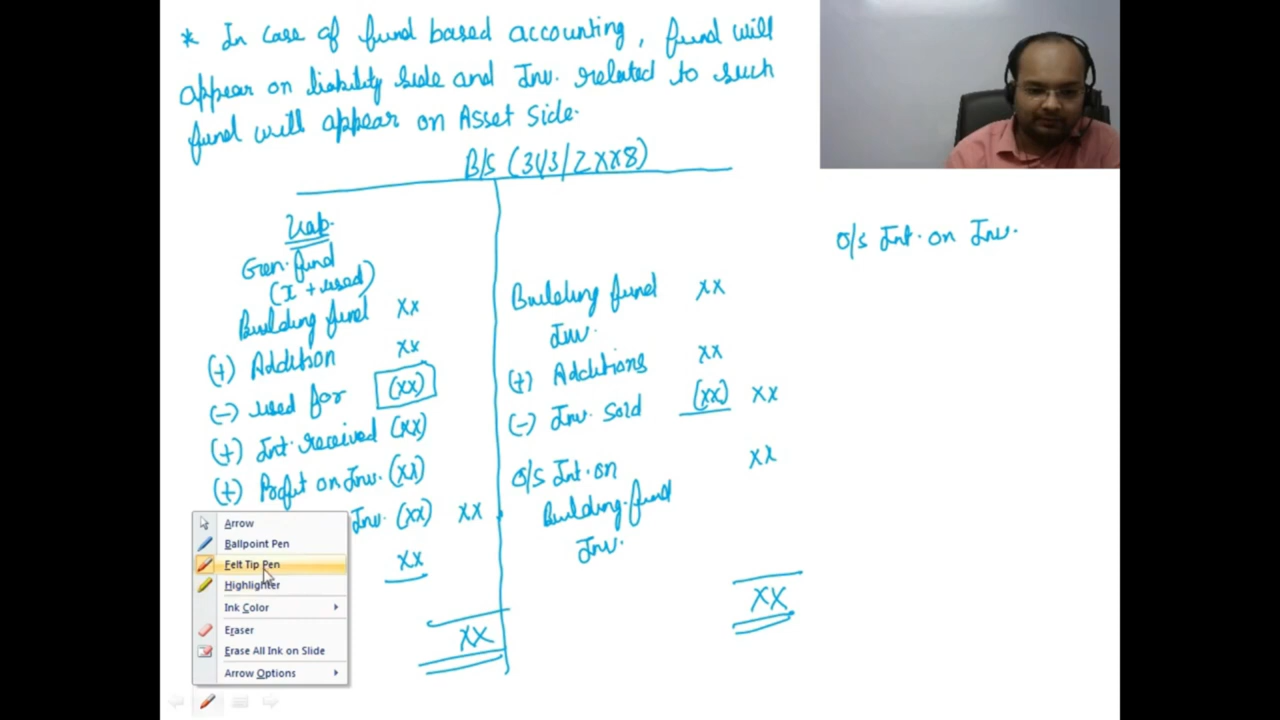 * In case of fund based accounting, fund will
appear on liability side and Inv. related to such
fund will appear on Asset side.
B/S (31/3/2XX8)
Liab.
Gen. fund
(I + used)
Building fund XX
(+) Addition XX
(-) used for (XX)
(+) Int. received (XX)
(+) Profit on Inv. (XX)
Inv. (XX) XX
XX
XX
Building fund XX
Inv.
(+) Additions XX
(-) Inv. sold (XX) XX
O/S Int. on XX
Building fund
Inv.
XX
O/S Int. on Inv.
Arrow
Ballpoint Pen
Felt Tip Pen
Highlighter
Ink Color
Eraser
Erase All Ink on Slide
Arrow Options